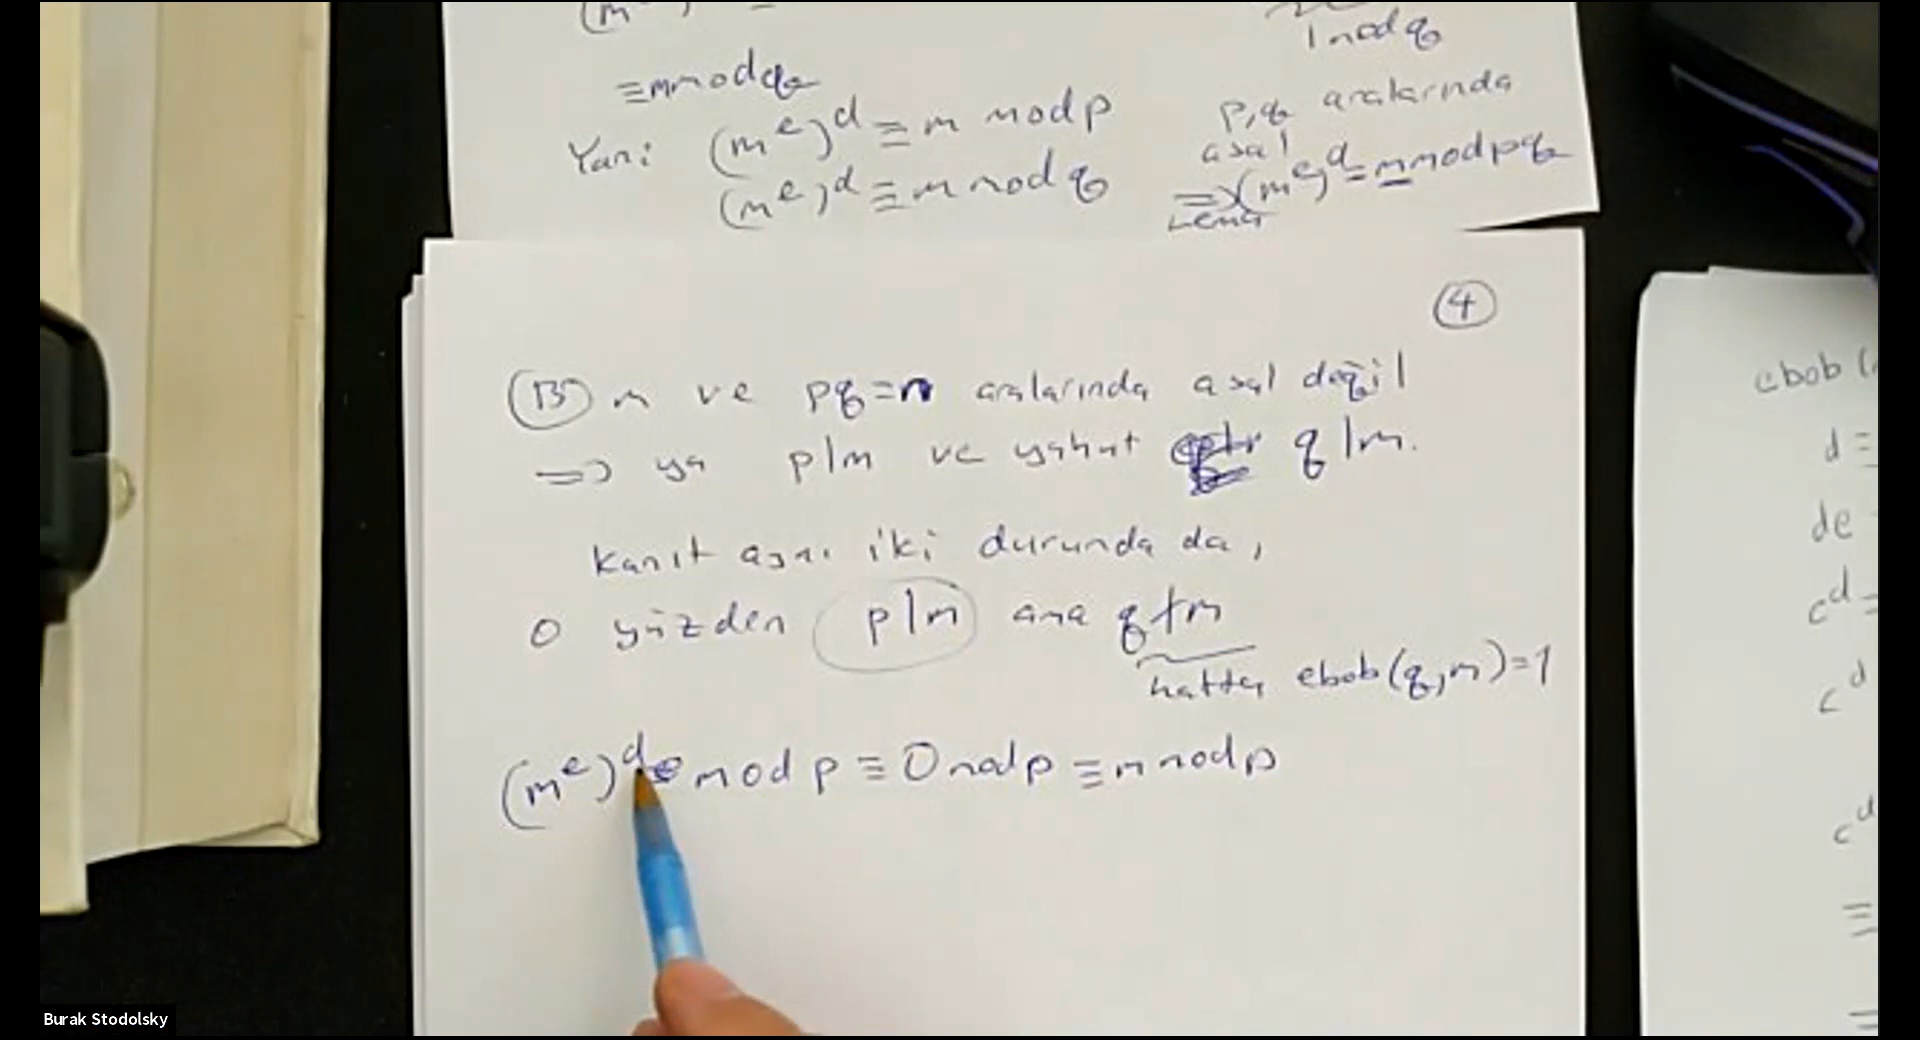 (m
1 mod q
≡ m mod q
Yani (m^e)^d ≡ m mod p
(m^e)^d ≡ m mod q
p,q aralarında
asal
=> (m^e)^d ≡ m mod pq
Lema
4
B m ve pq=n aralarında asal değil
=> ya p|m ve yahut q|m.
kanıt aynı iki durumda da,
o yüzden p|m ama q∤m
hatta ebob(q,m)=1
(m^e)^d mod p ≡ 0 mod p ≡ m mod p
ebob (
d =
de
c^d =
c^d
c^d
≡
Burak Stodolsky